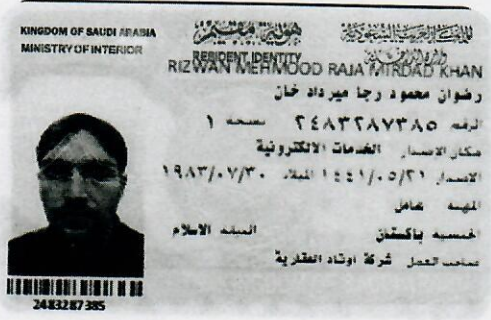 KINGDOM OF SAUDI ARABIA
MINISTRY OF INTERIOR
هوية مقيم
المملكة العربية السعودية
وزارة الداخلية
RESIDENT IDENTITY
RIZWAN MEHMOOD RAJA MIRDAD KHAN
رضوان محمود رجا ميرداد خان
الرقم ٢٤٨٣٢٨٧٣٨٥ نسخة ١
مكان الاصدار الخدمات الالكترونية
الاصدار ١٤٤١/٠٥/٢١ الميلاد ١٩٨٣/٠٧/٣٠
المهنة عامل
الجنسية باكستان الديانة الاسلام
صاحب العمل شركة اوتاد العقارية
2483287385